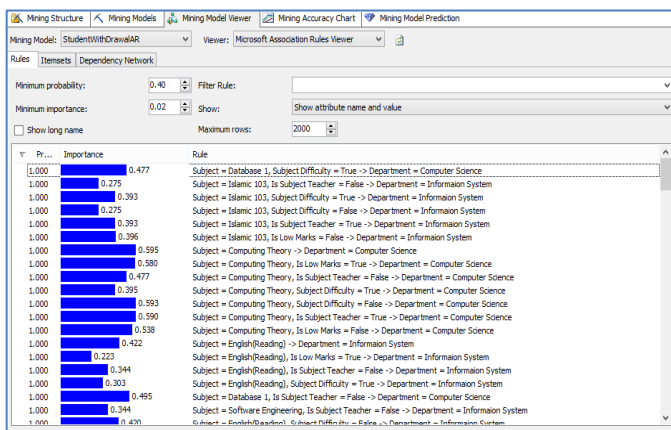 Mining Structure Mining Models Mining Model Viewer Mining Accuracy Chart Mining Model Prediction
Mining Model: StudentWithDrawalAR Viewer: Microsoft Association Rules Viewer
Rules Itemsets Dependency Network
Minimum probability: 0.40 Filter Rule:
Minimum importance: 0.02 Show: Show attribute name and value
Show long name Maximum rows: 2000
Pr... Importance Rule
1.000 0.477 Subject = Database 1, Subject Difficulty = True -> Department = Computer Science
1.000 0.275 Subject = Islamic 103, Is Subject Teacher = False -> Department = Informaion System
1.000 0.393 Subject = Islamic 103, Subject Difficulty = True -> Department = Informaion System
1.000 0.275 Subject = Islamic 103, Subject Difficulty = False -> Department = Informaion System
1.000 0.393 Subject = Islamic 103, Is Subject Teacher = True -> Department = Informaion System
1.000 0.396 Subject = Islamic 103, Is Low Marks = False -> Department = Informaion System
1.000 0.595 Subject = Computing Theory -> Department = Computer Science
1.000 0.580 Subject = Computing Theory, Is Low Marks = True -> Department = Computer Science
1.000 0.477 Subject = Computing Theory, Is Subject Teacher = False -> Department = Computer Science
1.000 0.395 Subject = Computing Theory, Subject Difficulty = True -> Department = Computer Science
1.000 0.593 Subject = Computing Theory, Subject Difficulty = False -> Department = Computer Science
1.000 0.590 Subject = Computing Theory, Is Subject Teacher = True -> Department = Computer Science
1.000 0.538 Subject = Computing Theory, Is Low Marks = False -> Department = Computer Science
1.000 0.422 Subject = English(Reading) -> Department = Informaion System
1.000 0.223 Subject = English(Reading), Is Low Marks = True -> Department = Informaion System
1.000 0.344 Subject = English(Reading), Is Subject Teacher = False -> Department = Informaion System
1.000 0.303 Subject = English(Reading), Subject Difficulty = True -> Department = Informaion System
1.000 0.495 Subject = Database 1, Is Subject Teacher = False -> Department = Computer Science
1.000 0.344 Subject = Software Engineering, Is Subject Teacher = False -> Department = Informaion System
1.000 0.420 Subject = English(Reading), Subject Difficulty = False -> Department = Informaion System